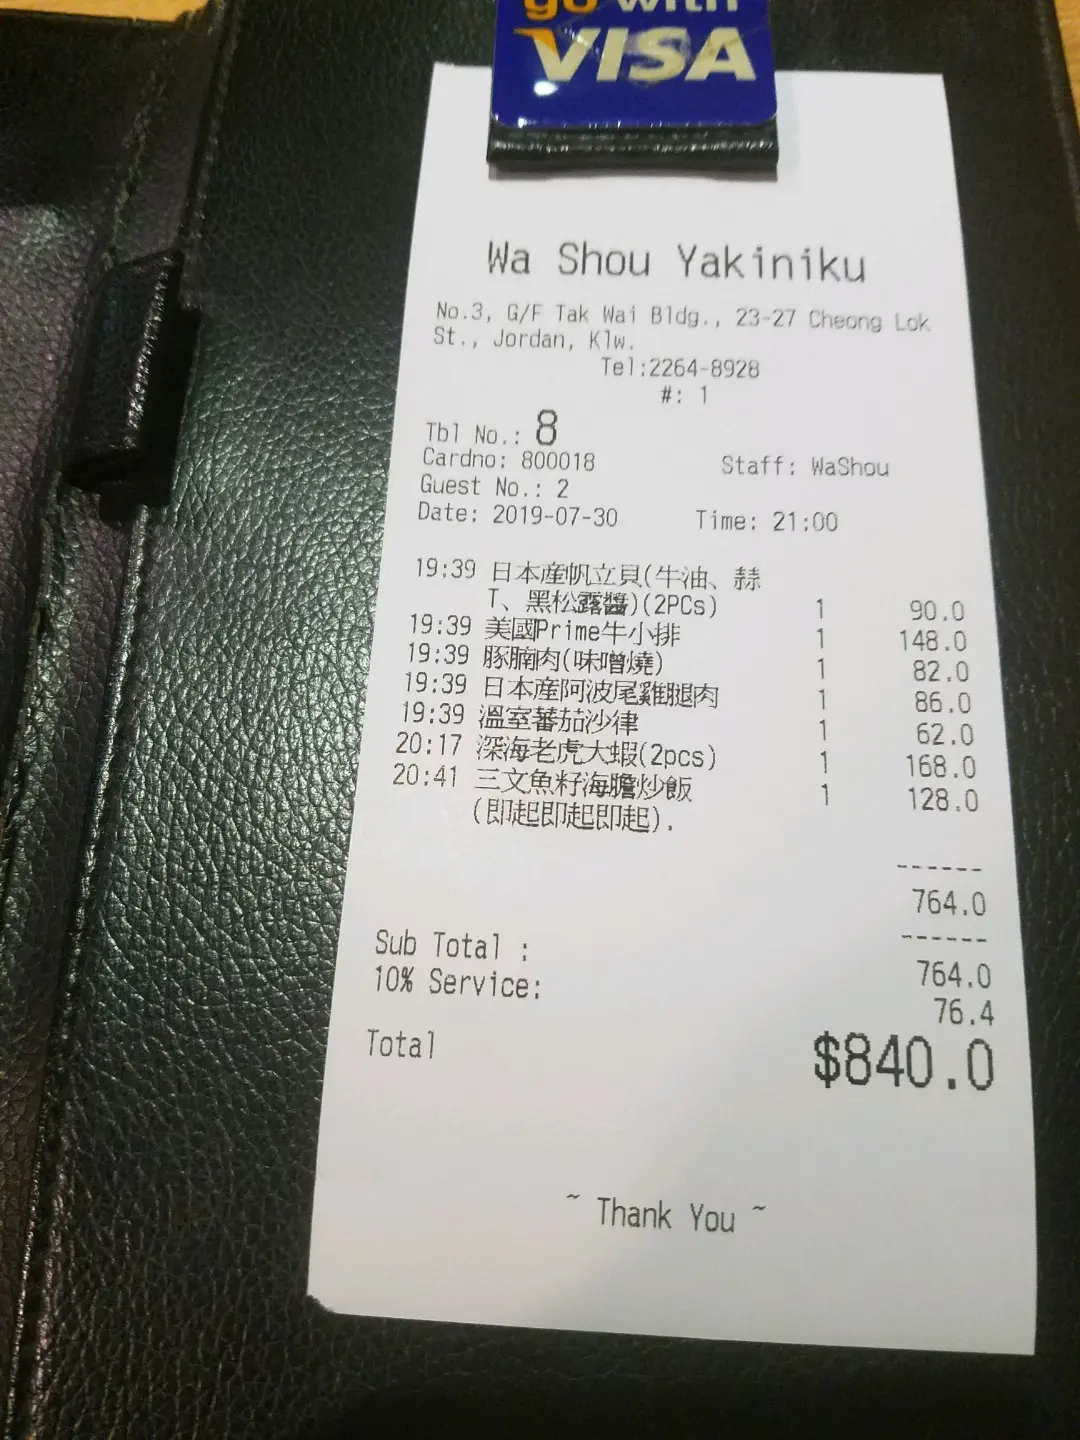 go with
VISA
Wa Shou Yakiniku
No.3, G/F Tak Wai Bldg., 23-27 Cheong Lok
St., Jordan, Klw.
Tel:2264-8928
#: 1
Tbl No.: 8
Cardno: 800018 Staff: WaShou
Guest No.: 2
Date: 2019-07-30 Time: 21:00
19:39 日本産帆立貝(牛油、蒜
T、黑松露醬)(2PCs) 1 90.0
19:39 美國Prime牛小排 1 148.0
19:39 豚腩肉(味噌燒) 1 82.0
19:39 日本産阿波尾雞腿肉 1 86.0
19:39 溫室蕃茄沙律 1 62.0
20:17 深海老虎大蝦(2pcs) 1 168.0
20:41 三文魚籽海膽炒飯 1 128.0
(即起即起即起).
------
764.0
------
Sub Total : 764.0
10% Service: 76.4
Total $840.0
~ Thank You ~